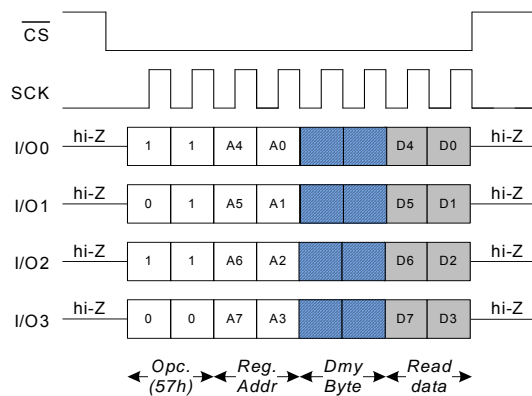 CS
SCK
hi-Z hi-Z
I/O0 1 1 A4 A0 D4 D0
hi-Z hi-Z
I/O1 0 1 A5 A1 D5 D1
hi-Z hi-Z
I/O2 1 1 A6 A2 D6 D2
hi-Z hi-Z
I/O3 0 0 A7 A3 D7 D3
Opc. Reg. Dmy Read
(57h) Addr Byte data